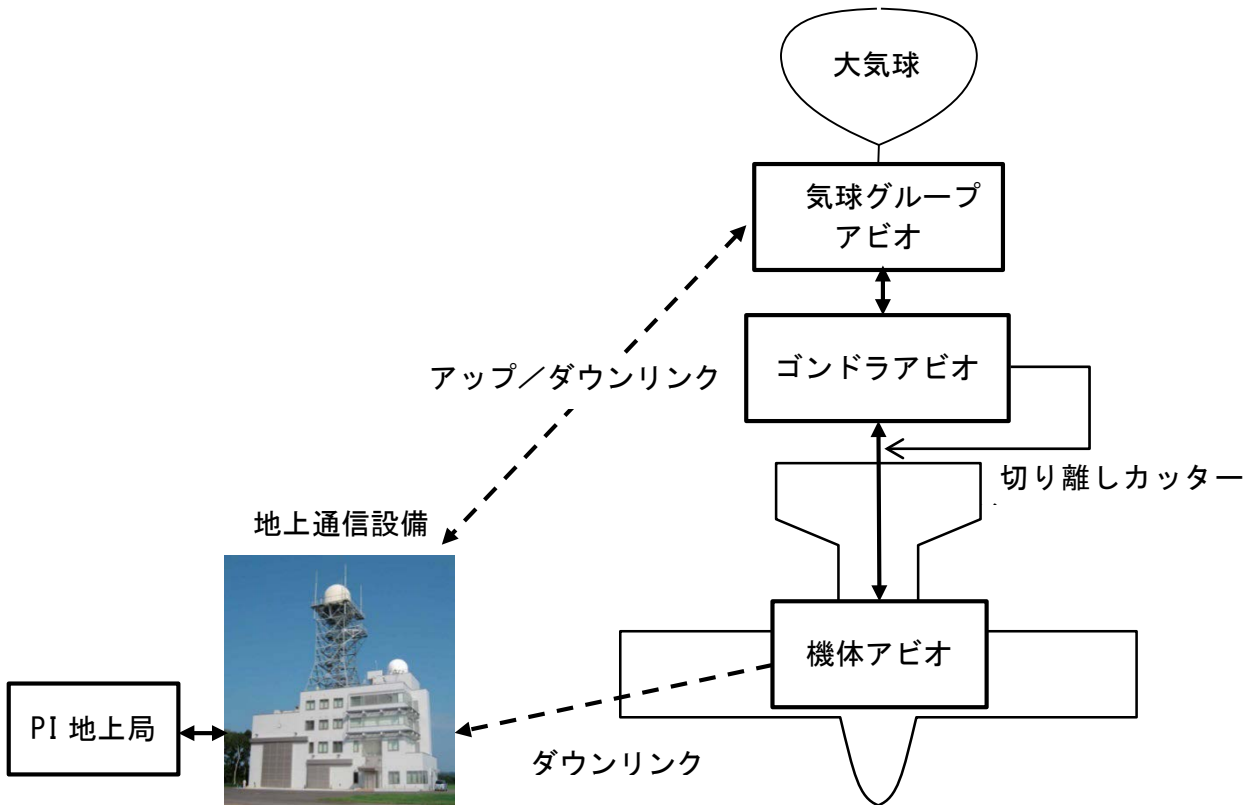 大気球
気球グループ
アビオ
ゴンドラアビオ
アップ／ダウンリンク
切り離しカッター
地上通信設備
機体アビオ
PI 地上局
ダウンリンク